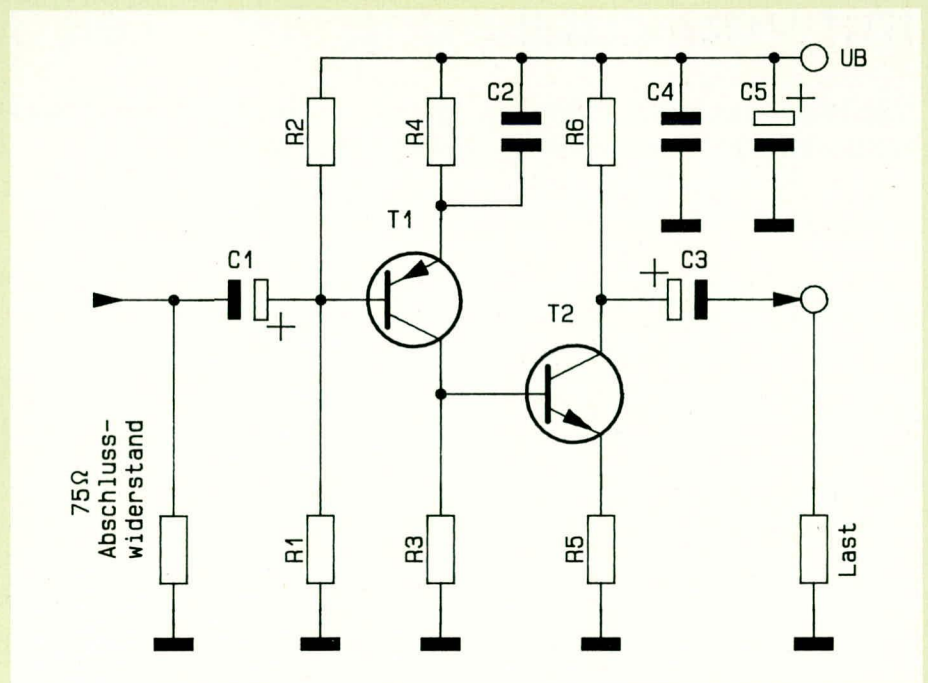 UB
C2
C4
C5
+
R2
R4
R6
T1
C1
+
T2
+
C3
75Ω
Abschluss-
widerstand
R1
R3
R5
Last